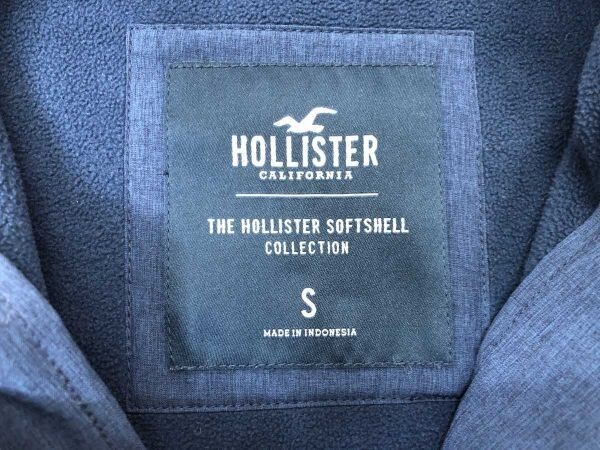 HOLLISTER
CALIFORNIA
THE HOLLISTER SOFTSHELL
COLLECTION
S
MADE IN INDONESIA